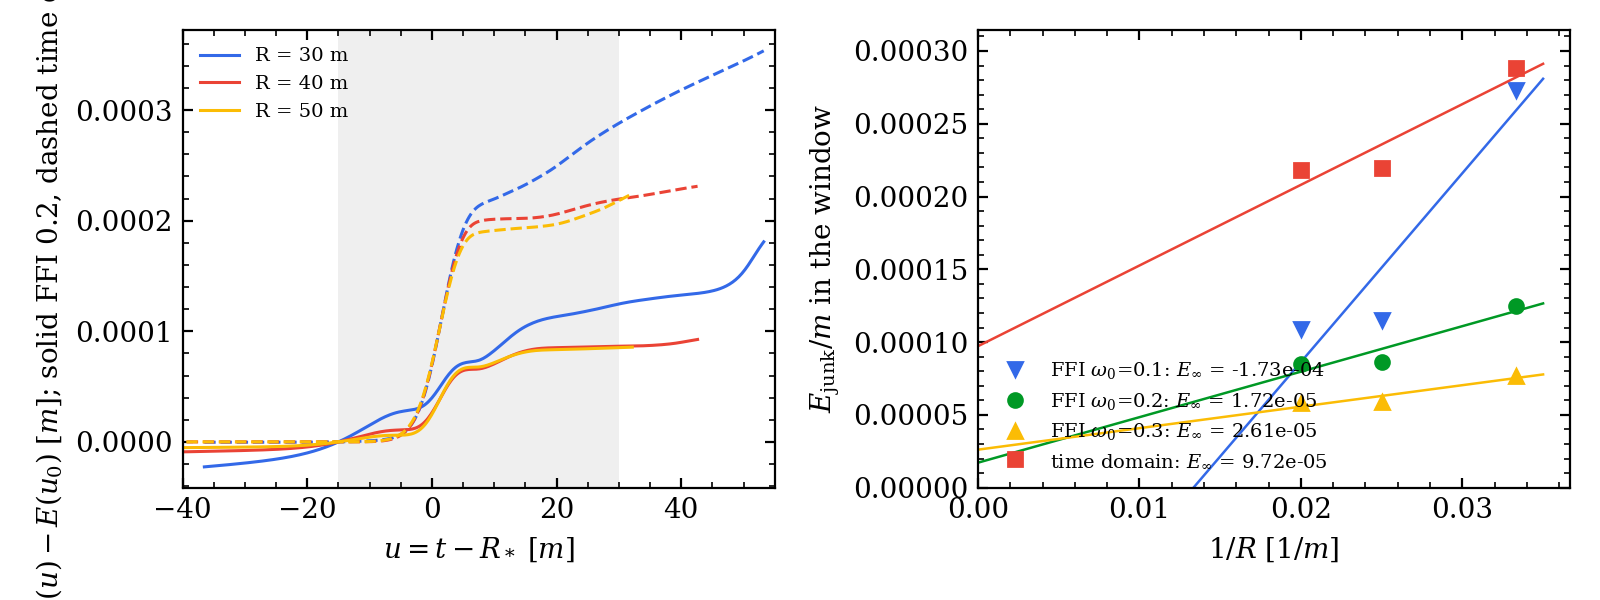 (u) − E(u₀) [m]; solid FFI 0.2, dashed time
R = 30 m
R = 40 m
R = 50 m
0.0003
0.0002
0.0001
0.0000
−40
−20
0
20
40
u = t − R∗ [m]
E_junk/m in the window
0.00030
0.00025
0.00020
0.00015
0.00010
0.00005
0.00000
FFI ω₀=0.1: E∞ = -1.73e-04
FFI ω₀=0.2: E∞ = 1.72e-05
FFI ω₀=0.3: E∞ = 2.61e-05
time domain: E∞ = 9.72e-05
0.00
0.01
0.02
0.03
1/R [1/m]